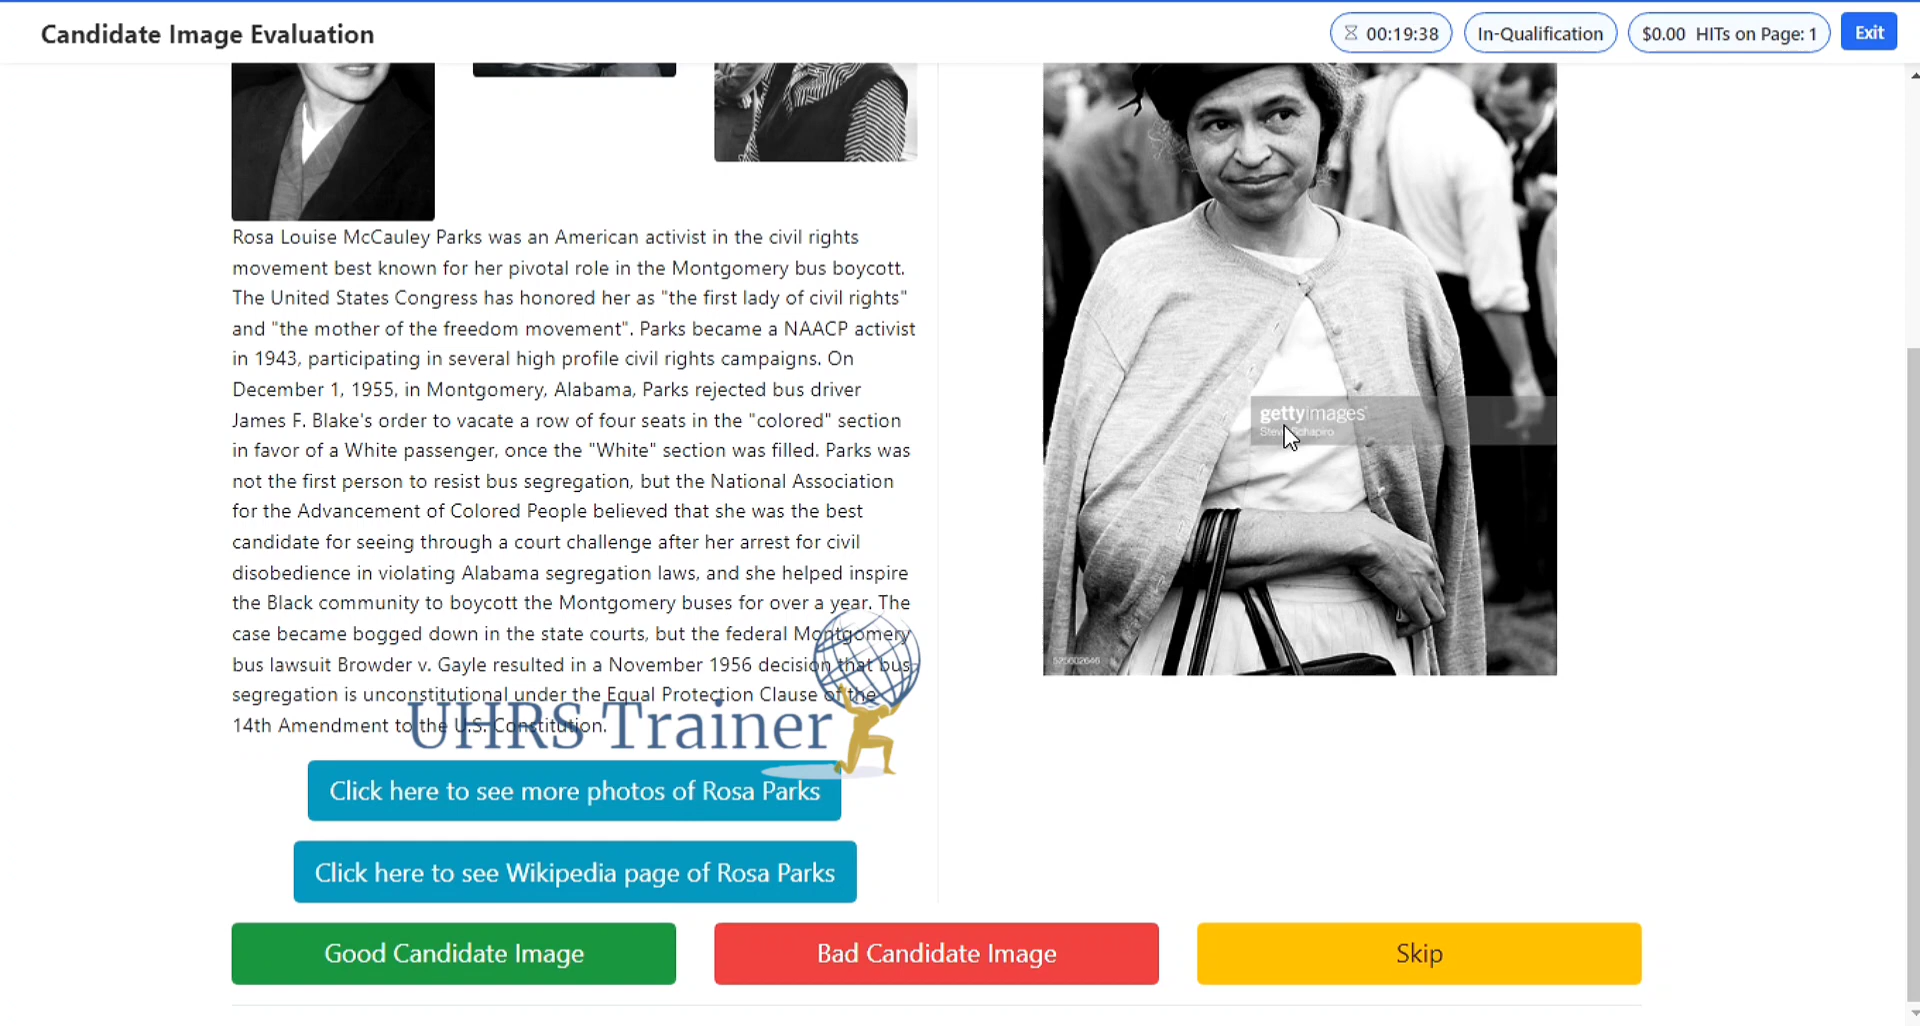 Candidate Image Evaluation
00:19:38
In-Qualification
$0.00 HITs on Page: 1
Exit
Rosa Louise McCauley Parks was an American activist in the civil rights
movement best known for her pivotal role in the Montgomery bus boycott.
The United States Congress has honored her as "the first lady of civil rights"
and "the mother of the freedom movement". Parks became a NAACP activist
in 1943, participating in several high profile civil rights campaigns. On
December 1, 1955, in Montgomery, Alabama, Parks rejected bus driver
James F. Blake's order to vacate a row of four seats in the "colored" section
in favor of a White passenger, once the "White" section was filled. Parks was
not the first person to resist bus segregation, but the National Association
for the Advancement of Colored People believed that she was the best
candidate for seeing through a court challenge after her arrest for civil
disobedience in violating Alabama segregation laws, and she helped inspire
the Black community to boycott the Montgomery buses for over a year. The
case became bogged down in the state courts, but the federal Montgomery
bus lawsuit Browder v. Gayle resulted in a November 1956 decision that bus
segregation is unconstitutional under the Equal Protection Clause of the
14th Amendment to the U.S. Constitution.
UHRS Trainer
Click here to see more photos of Rosa Parks
Click here to see Wikipedia page of Rosa Parks
gettyimages
Good Candidate Image
Bad Candidate Image
Skip